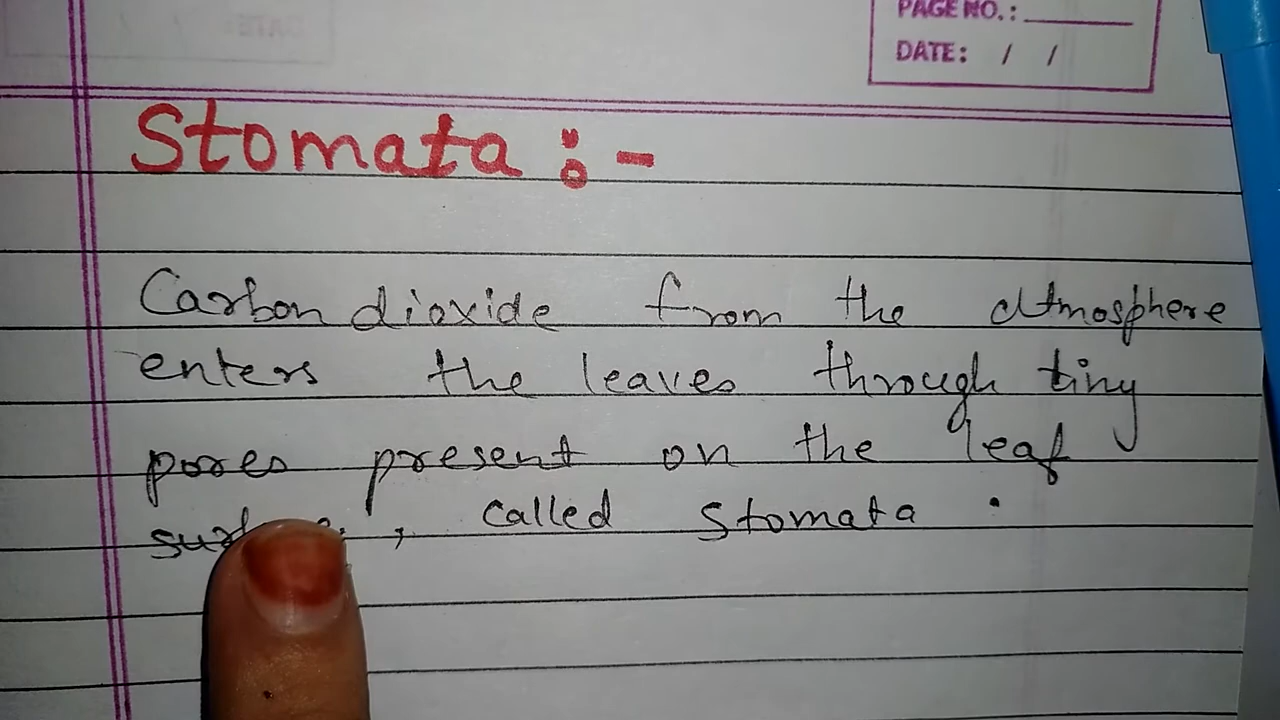 PAGE NO.:
DATE: / /
Stomata :-
Carbon dioxide from the atmosphere
enters the leaves through tiny
pores present on the leaf
, called stomata .